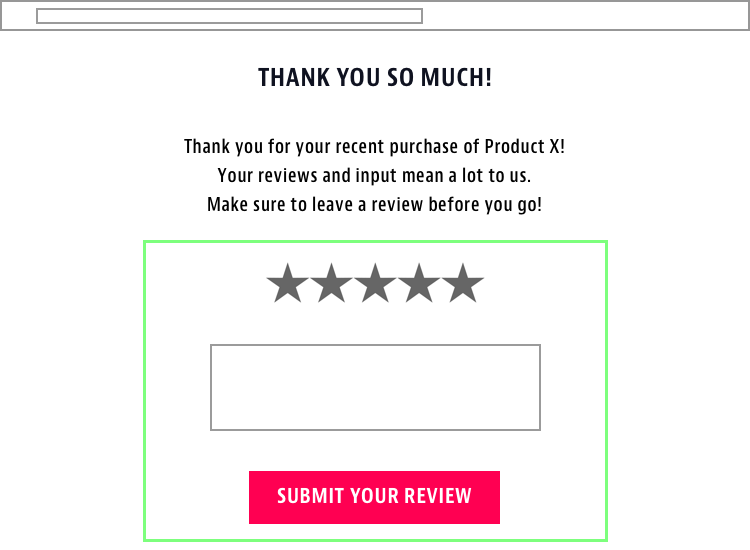 THANK YOU SO MUCH!
Thank you for your recent purchase of Product X!
Your reviews and input mean a lot to us.
Make sure to leave a review before you go!
SUBMIT YOUR REVIEW